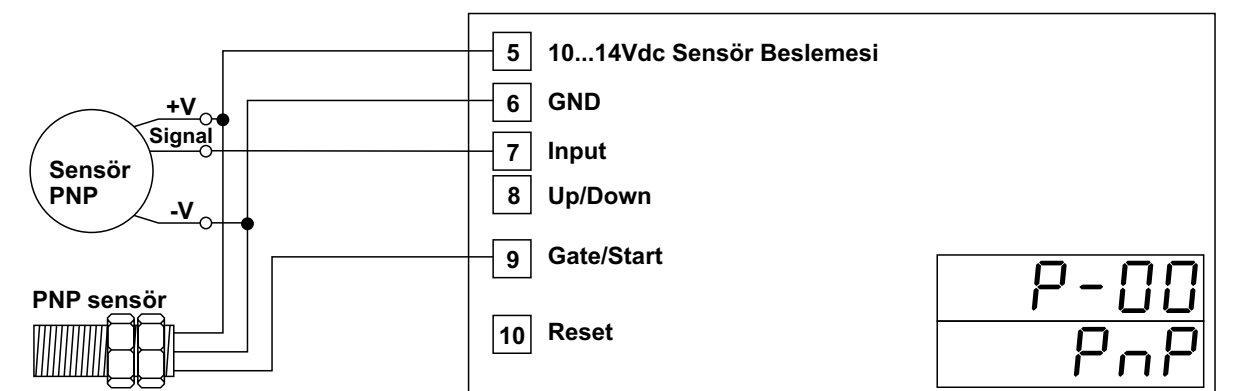 5 10...14Vdc Sensör Beslemesi
6 GND
+V
Signal
7 Input
Sensör
PNP
8 Up/Down
-V
9 Gate/Start
PNP sensör
10 Reset
P-00
PnP